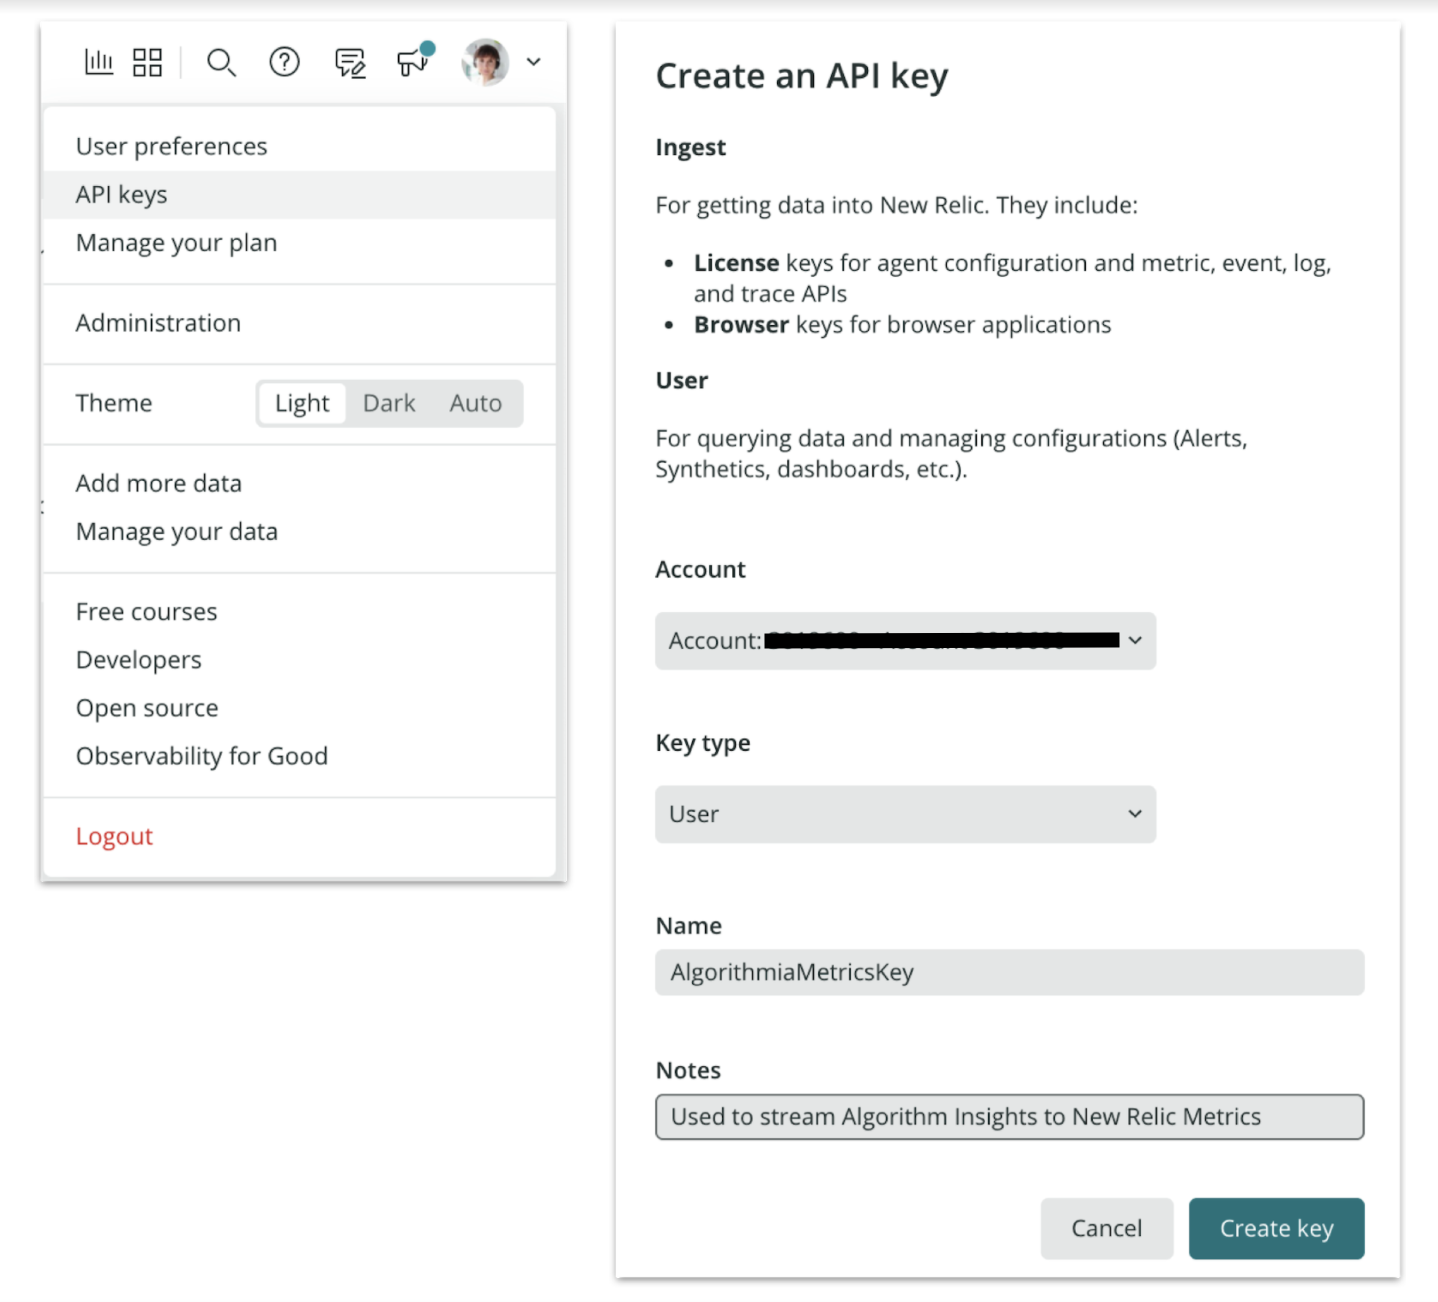 User preferences
API keys
Manage your plan
Administration
Theme
Light Dark Auto
Add more data
Manage your data
Free courses
Developers
Open source
Observability for Good
Logout
Create an API key
Ingest
For getting data into New Relic. They include:
• License keys for agent configuration and metric, event, log,
and trace APIs
• Browser keys for browser applications
User
For querying data and managing configurations (Alerts,
Synthetics, dashboards, etc.).
Account
Account:
Key type
User
Name
AlgorithmiaMetricsKey
Notes
Used to stream Algorithm Insights to New Relic Metrics
Cancel Create key